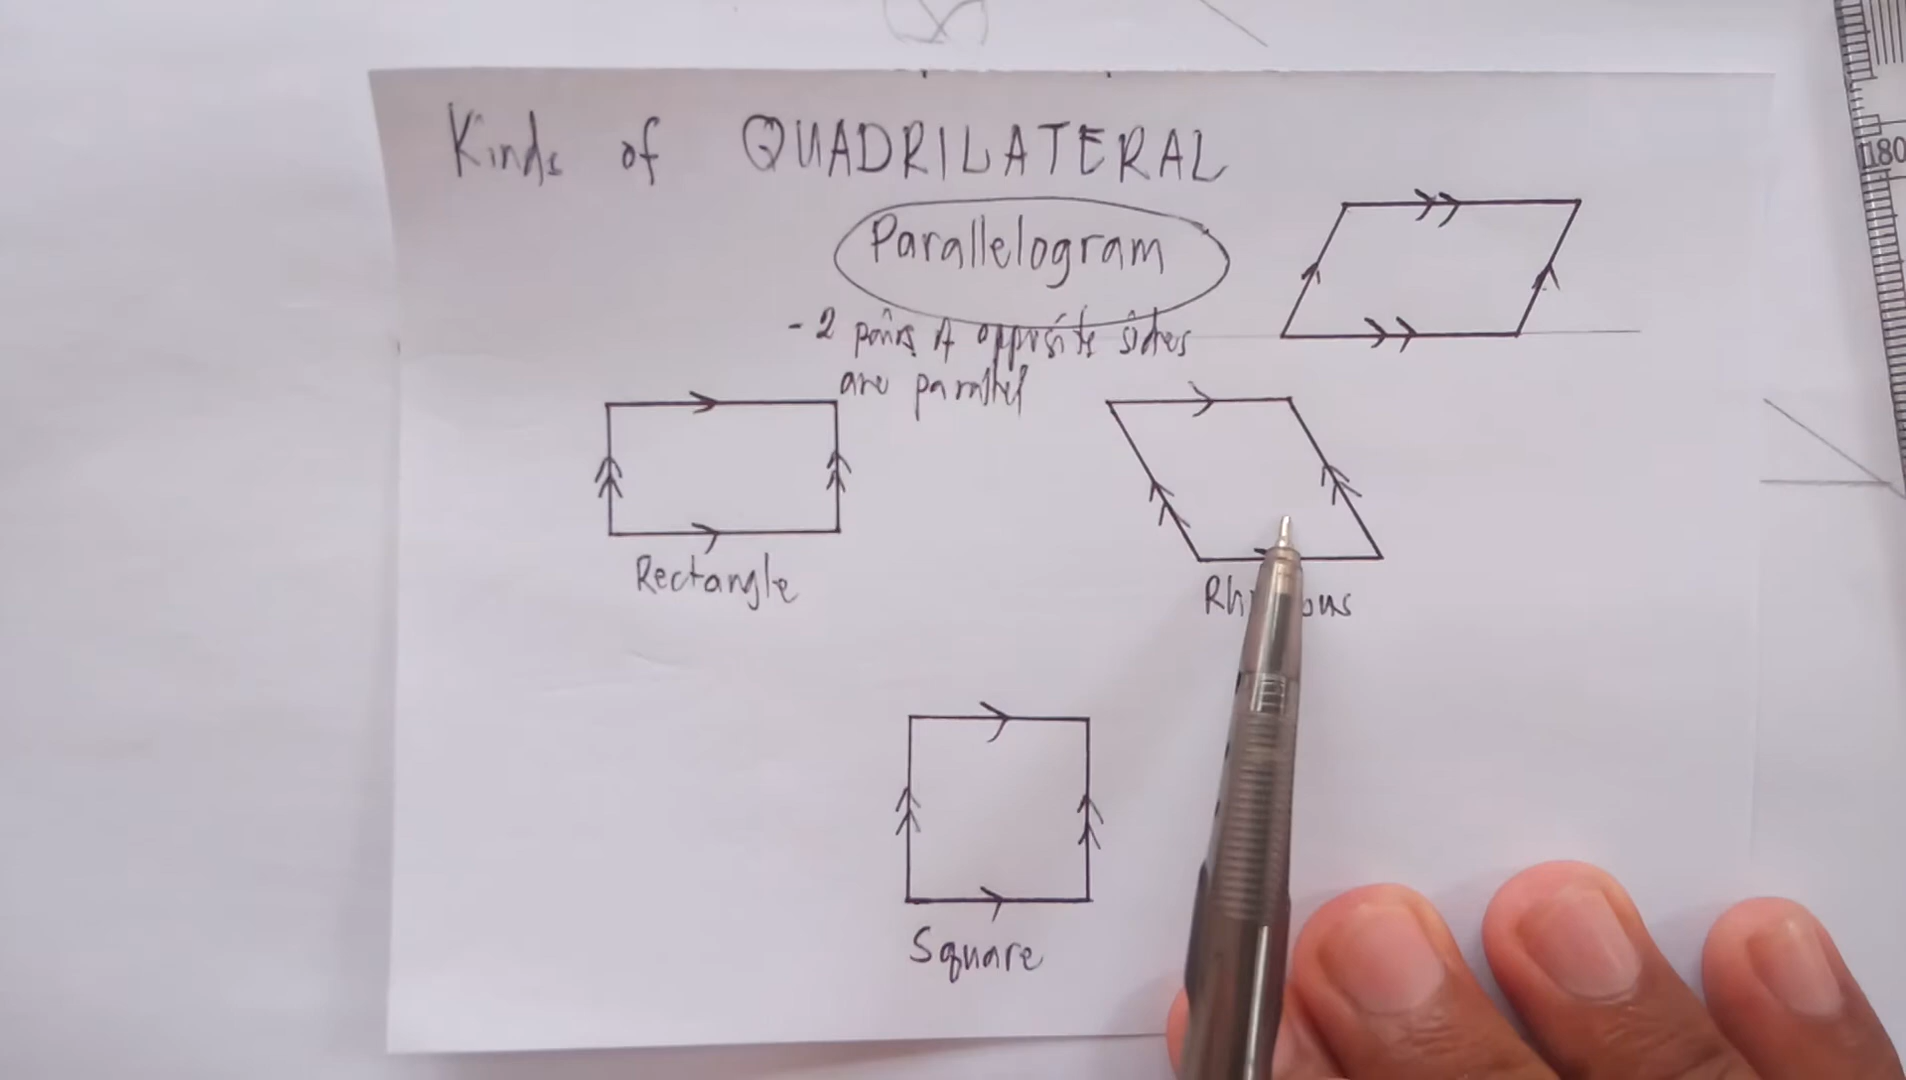 Kinds of QUADRILATERAL
Parallelogram
- 2 pairs of opposite sides
are parallel
Rectangle
Square
180